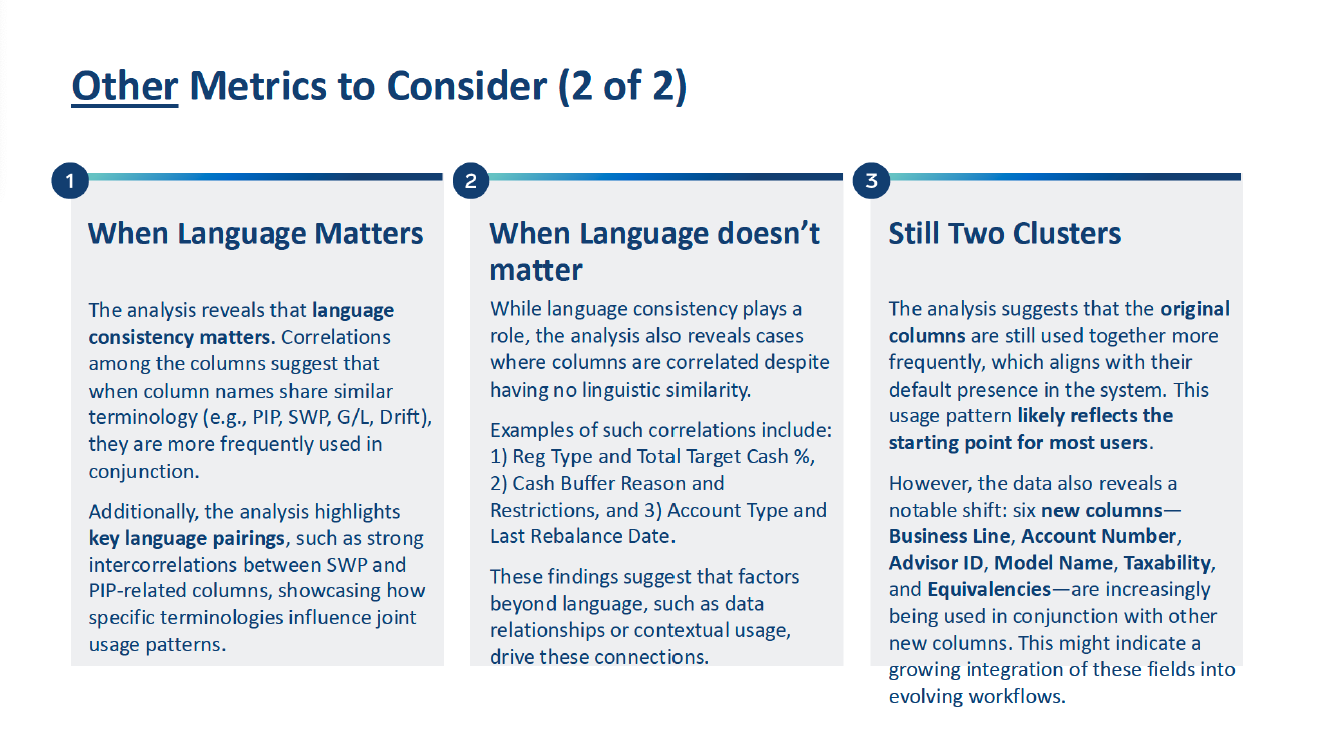 Other Metrics to Consider (2 of 2)
1
When Language Matters
The analysis reveals that language
consistency matters. Correlations
among the columns suggest that
when column names share similar
terminology (e.g., PIP, SWP, G/L, Drift),
they are more frequently used in
conjunction.
Additionally, the analysis highlights
key language pairings, such as strong
intercorrelations between SWP and
PIP-related columns, showcasing how
specific terminologies influence joint
usage patterns.
2
When Language doesn’t
matter
While language consistency plays a
role, the analysis also reveals cases
where columns are correlated despite
having no linguistic similarity.
Examples of such correlations include:
1) Reg Type and Total Target Cash %,
2) Cash Buffer Reason and
Restrictions, and 3) Account Type and
Last Rebalance Date.
These findings suggest that factors
beyond language, such as data
relationships or contextual usage,
drive these connections.
3
Still Two Clusters
The analysis suggests that the original
columns are still used together more
frequently, which aligns with their
default presence in the system. This
usage pattern likely reflects the
starting point for most users.
However, the data also reveals a
notable shift: six new columns—
Business Line, Account Number,
Advisor ID, Model Name, Taxability,
and Equivalencies—are increasingly
being used in conjunction with other
new columns. This might indicate a
growing integration of these fields into
evolving workflows.